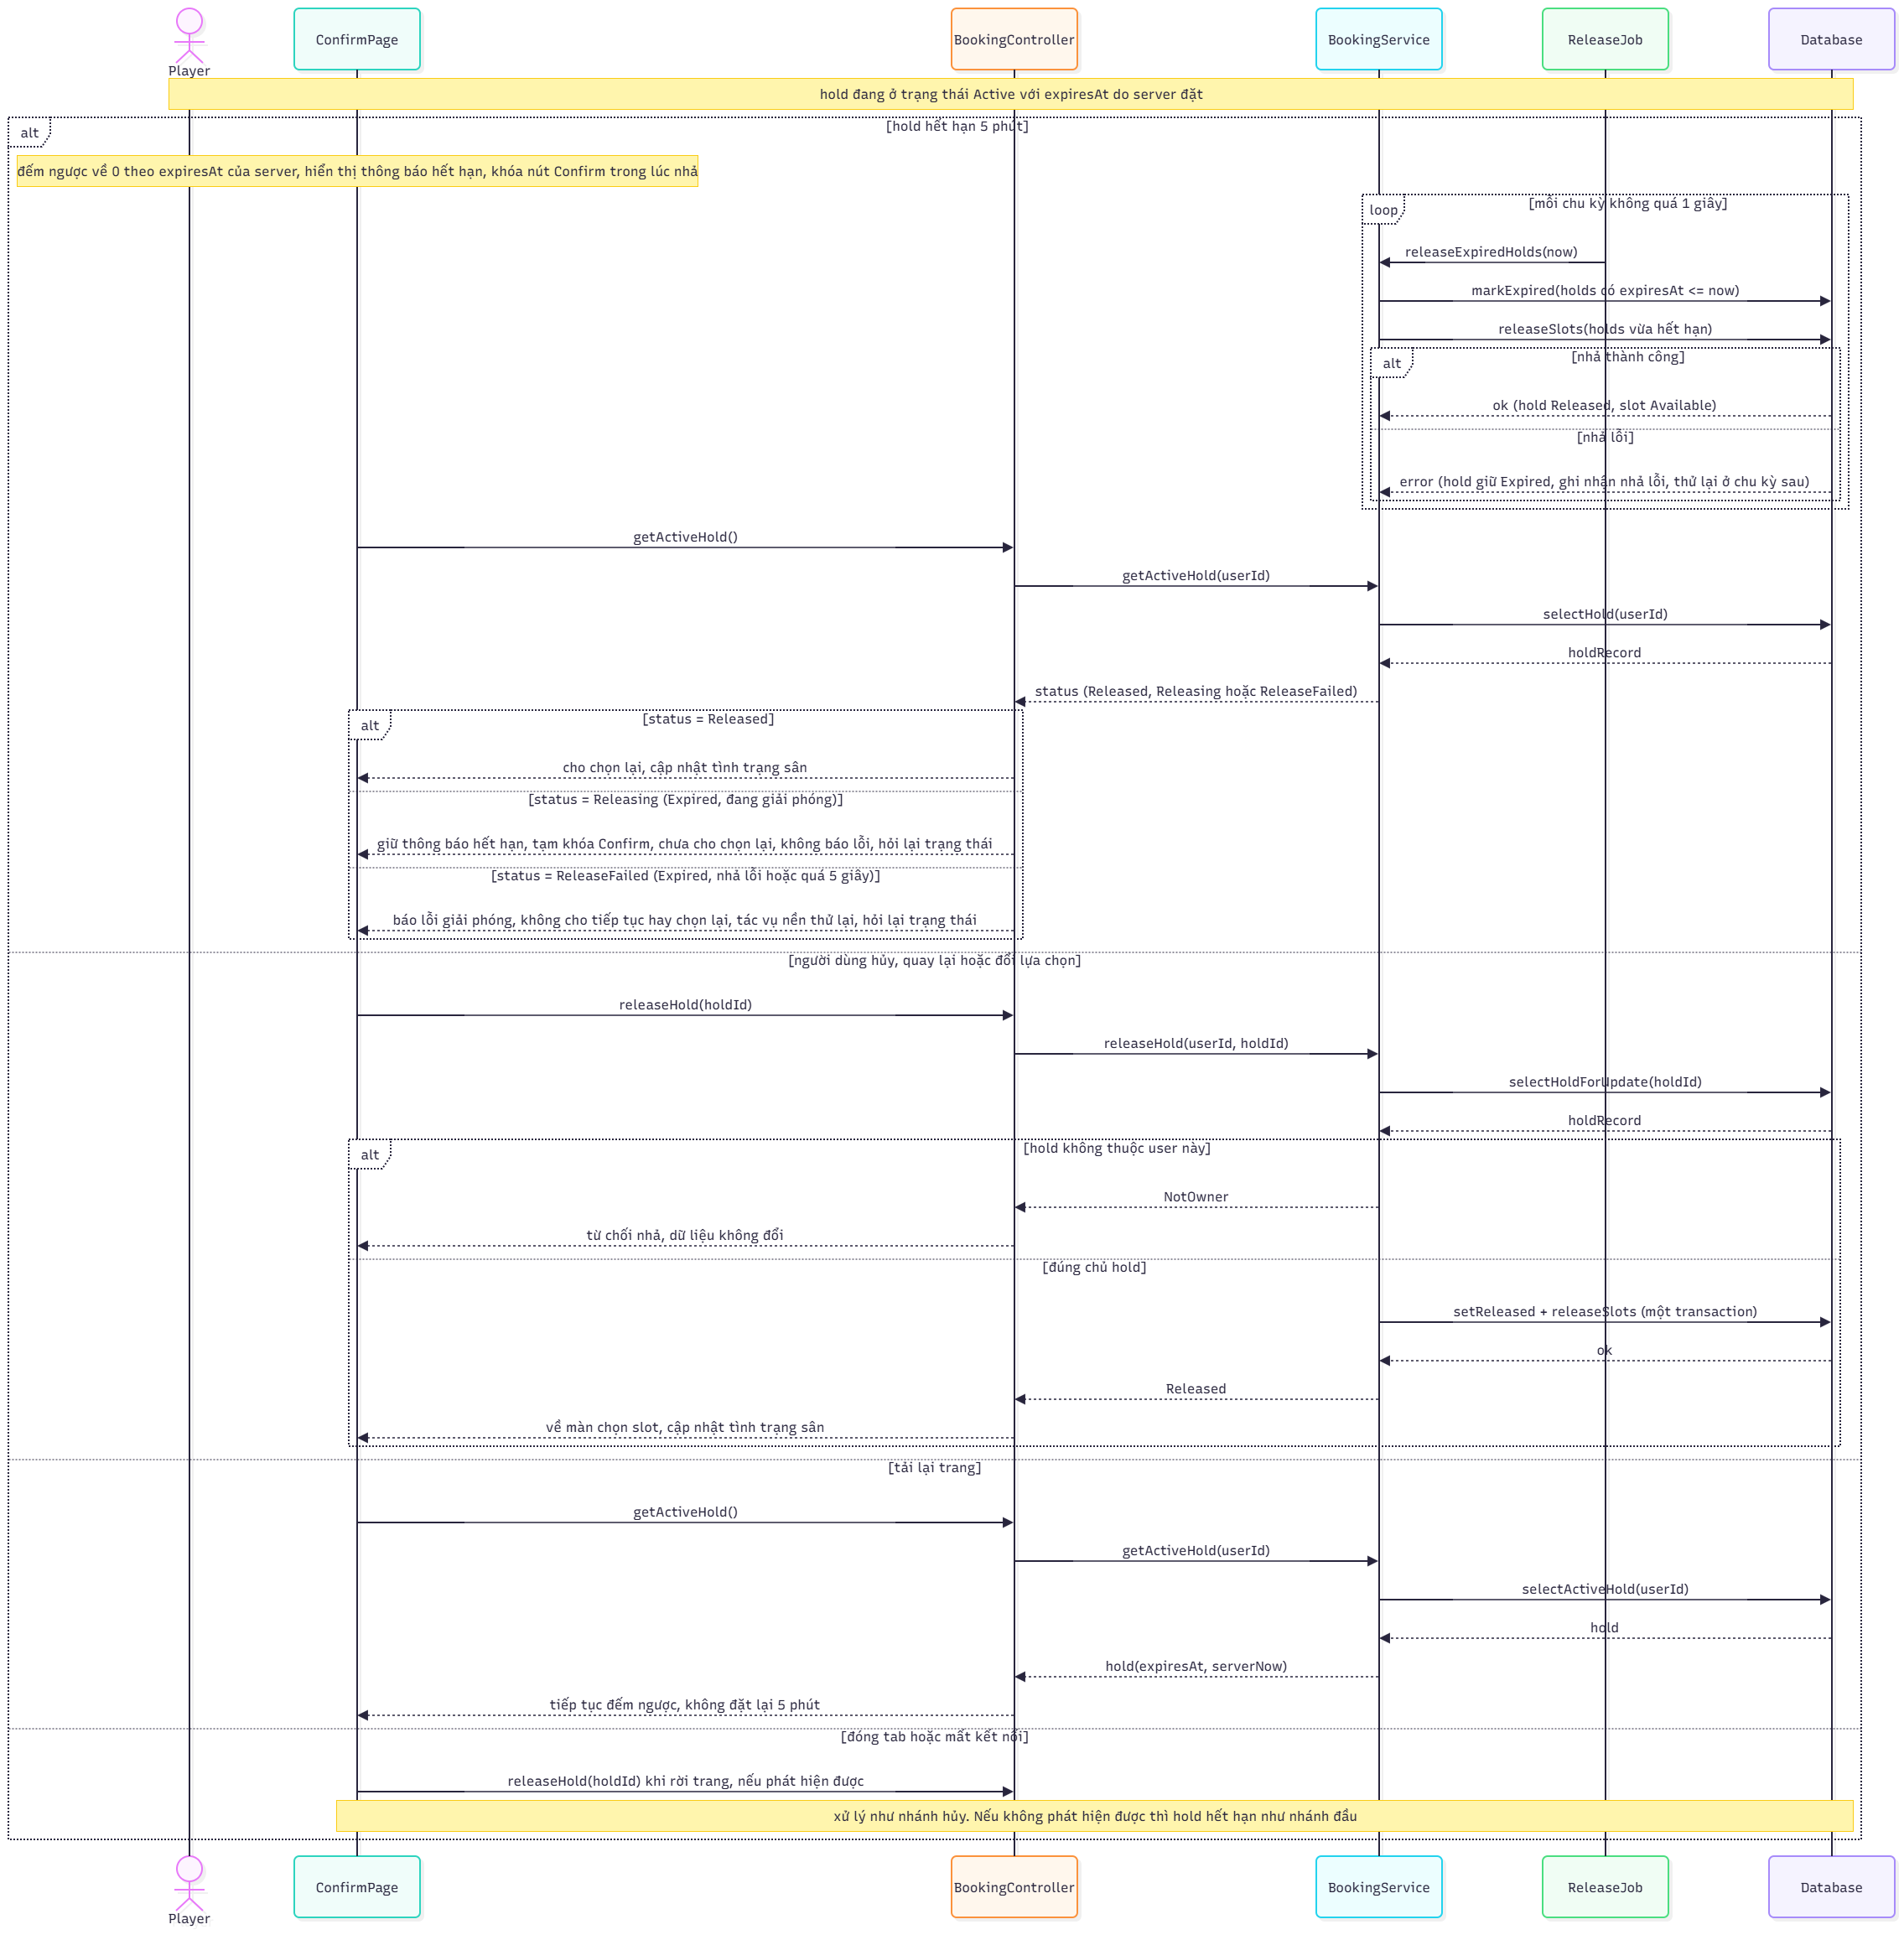 Player
ConfirmPage
BookingController
BookingService
ReleaseJob
Database
hold đang ở trạng thái Active với expiresAt do server đặt
alt
[hold hết hạn 5 phút]
đếm ngược về 0 theo expiresAt của server, hiển thị thông báo hết hạn, khóa nút Confirm trong lúc nhả
loop
[mỗi chu kỳ không quá 1 giây]
releaseExpiredHolds(now)
markExpired(holds có expiresAt <= now)
releaseSlots(holds vừa hết hạn)
alt
[nhả thành công]
ok (hold Released, slot Available)
[nhả lỗi]
error (hold giữ Expired, ghi nhận nhả lỗi, thử lại ở chu kỳ sau)
getActiveHold()
getActiveHold(userId)
selectHold(userId)
holdRecord
status (Released, Releasing hoặc ReleaseFailed)
alt
[status = Released]
cho chọn lại, cập nhật tình trạng sân
[status = Releasing (Expired, đang giải phóng)]
giữ thông báo hết hạn, tạm khóa Confirm, chưa cho chọn lại, không báo lỗi, hỏi lại trạng thái
[status = ReleaseFailed (Expired, nhả lỗi hoặc quá 5 giây)]
báo lỗi giải phóng, không cho tiếp tục hay chọn lại, tác vụ nền thử lại, hỏi lại trạng thái
[người dùng hủy, quay lại hoặc đổi lựa chọn]
releaseHold(holdId)
releaseHold(userId, holdId)
selectHoldForUpdate(holdId)
holdRecord
alt
[hold không thuộc user này]
NotOwner
từ chối nhả, dữ liệu không đổi
[đúng chủ hold]
setReleased + releaseSlots (một transaction)
ok
Released
về màn chọn slot, cập nhật tình trạng sân
[tải lại trang]
getActiveHold()
getActiveHold(userId)
selectActiveHold(userId)
hold
hold(expiresAt, serverNow)
tiếp tục đếm ngược, không đặt lại 5 phút
[đóng tab hoặc mất kết nối]
releaseHold(holdId) khi rời trang, nếu phát hiện được
xử lý như nhánh hủy. Nếu không phát hiện được thì hold hết hạn như nhánh đầu
Player
ConfirmPage
BookingController
BookingService
ReleaseJob
Database